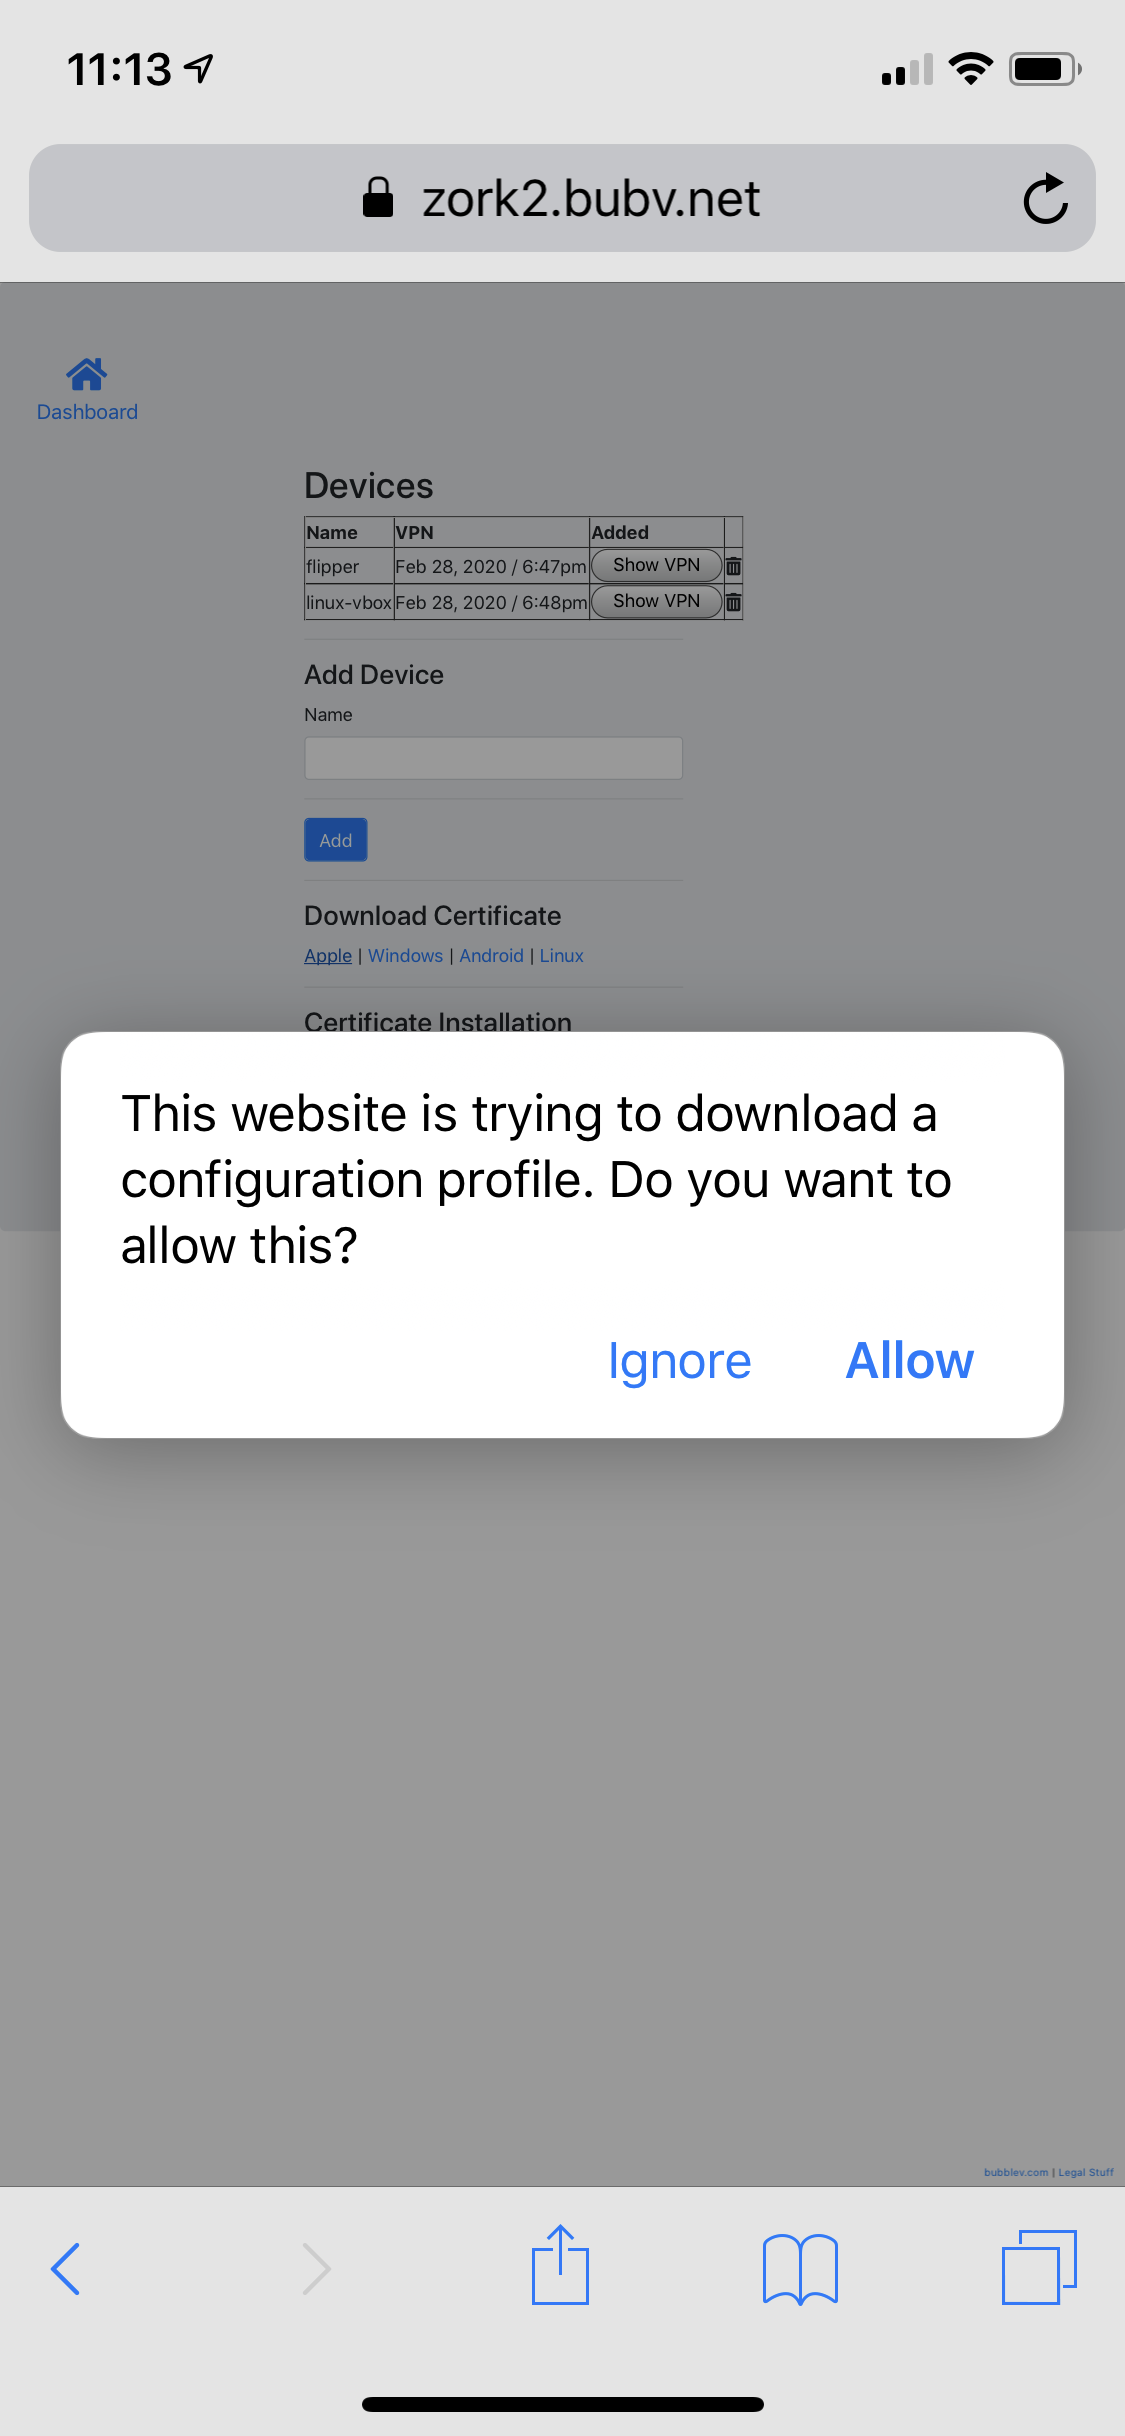 11:13
zork2.bubv.net
Dashboard
Devices
Name VPN Added
flipper Feb 28, 2020 / 6:47pm Show VPN
linux-vbox Feb 28, 2020 / 6:48pm Show VPN
Add Device
Name
Add
Download Certificate
Apple | Windows | Android | Linux
Certificate Installation
This website is trying to download a
configuration profile. Do you want to
allow this?
Ignore Allow
bubblev.com | Legal Stuff